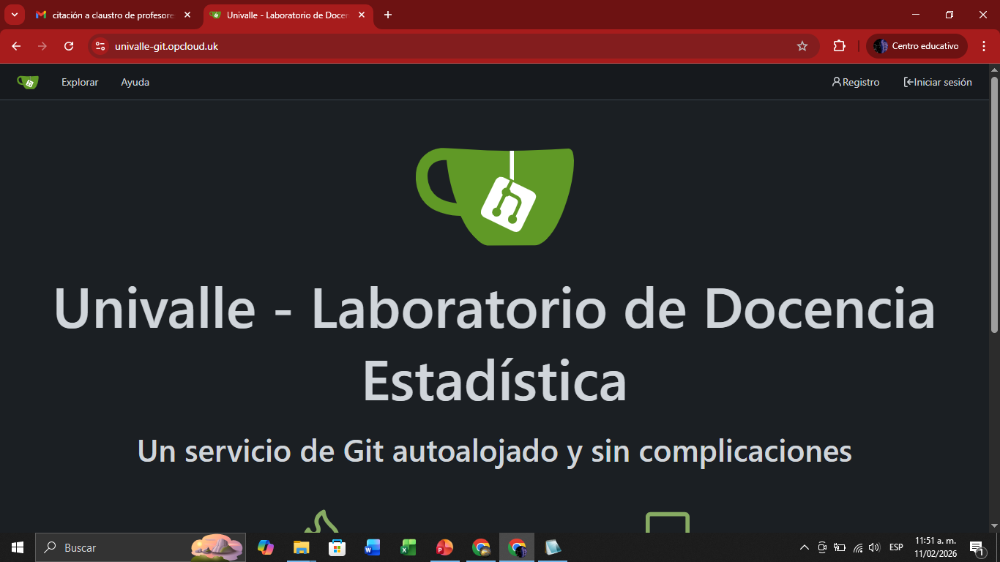 citación a claustro de profesore
Univalle - Laboratorio de Docen
univalle-git.opcloud.uk
Centro educativo
Explorar
Ayuda
Registro
Iniciar sesión
Univalle - Laboratorio de Docencia
Estadística
Un servicio de Git autoalojado y sin complicaciones
Buscar
ESP
11:51 a. m.
11/02/2026
1